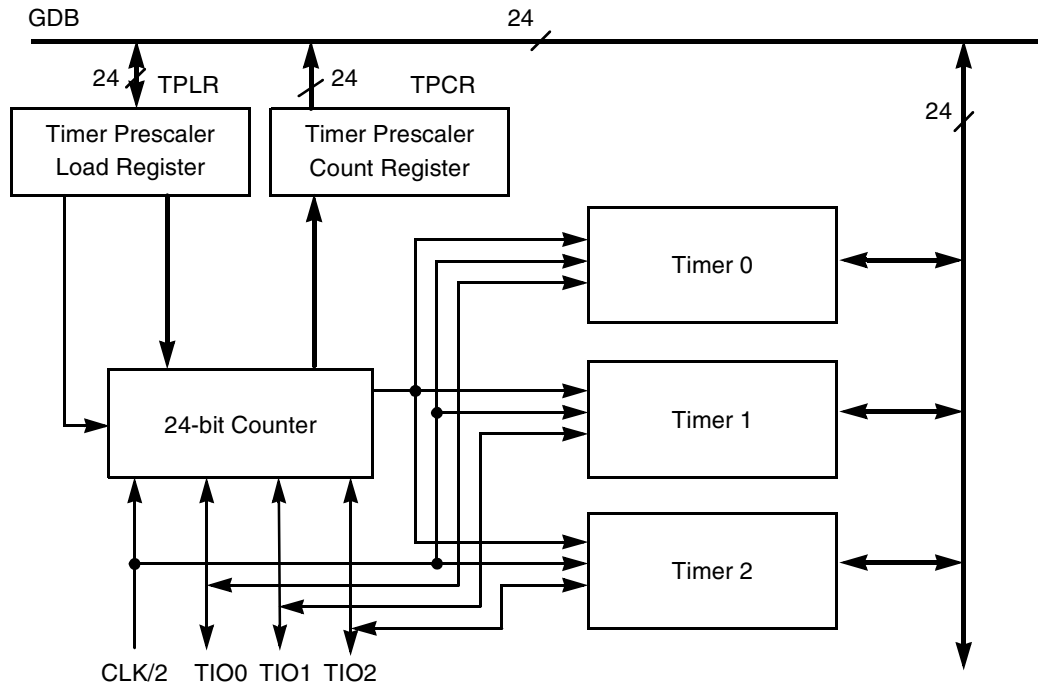 GDB
24
24
TPLR
24
TPCR
24
Timer Prescaler
Load Register
Timer Prescaler
Count Register
Timer 0
24-bit Counter
Timer 1
Timer 2
CLK/2
TIO0
TIO1
TIO2